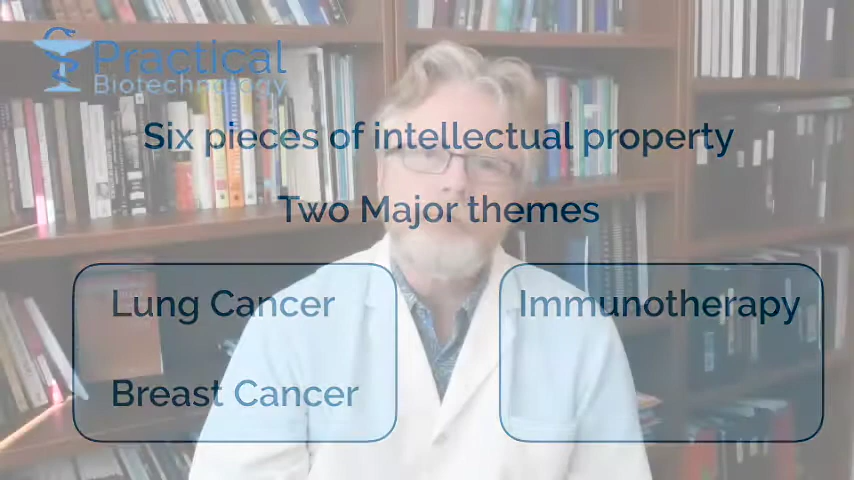 Practical
Biotechnology
Six pieces of intellectual property
Two Major themes
Lung Cancer
Immunotherapy
Breast Cancer